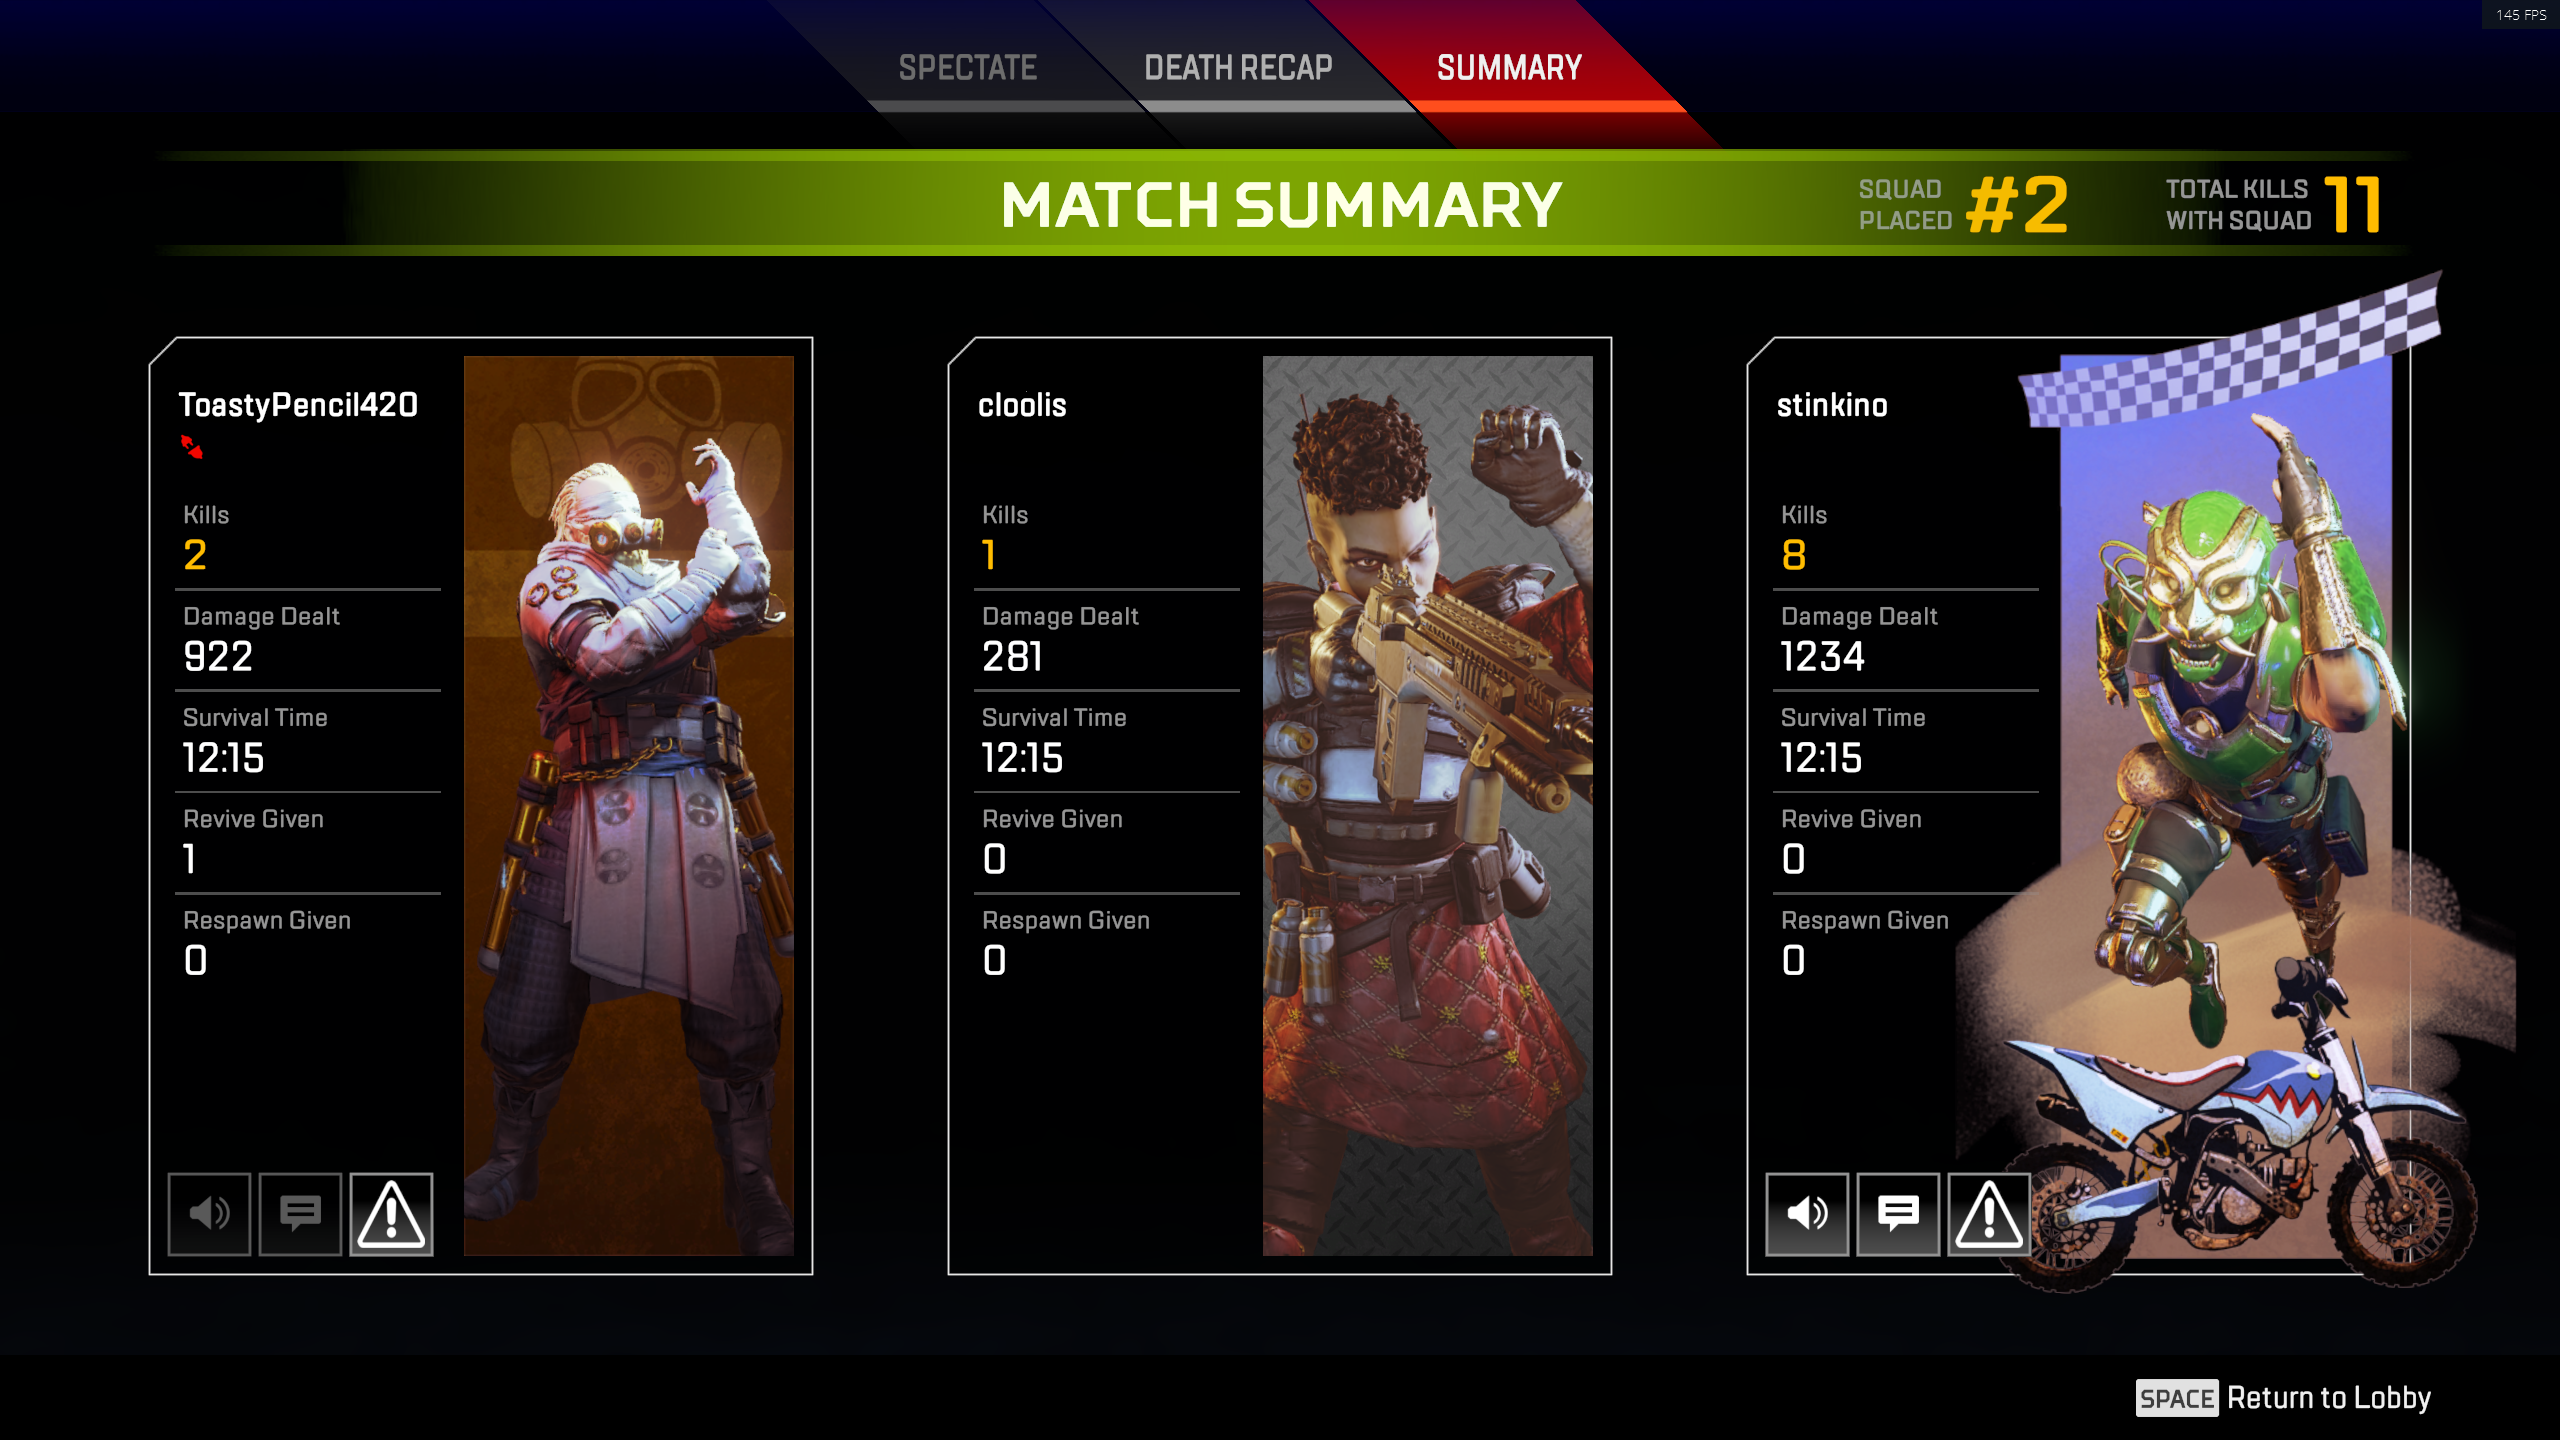 145 FPS
SPECTATE
DEATH RECAP
SUMMARY
MATCH SUMMARY
SQUAD
PLACED
#2
TOTAL KILLS
WITH SQUAD
11
ToastyPencil420
Kills
2
Damage Dealt
922
Survival Time
12:15
Revive Given
1
Respawn Given
0
cloolis
Kills
1
Damage Dealt
281
Survival Time
12:15
Revive Given
0
Respawn Given
0
stinkino
Kills
8
Damage Dealt
1234
Survival Time
12:15
Revive Given
0
Respawn Given
0
SPACE Return to Lobby